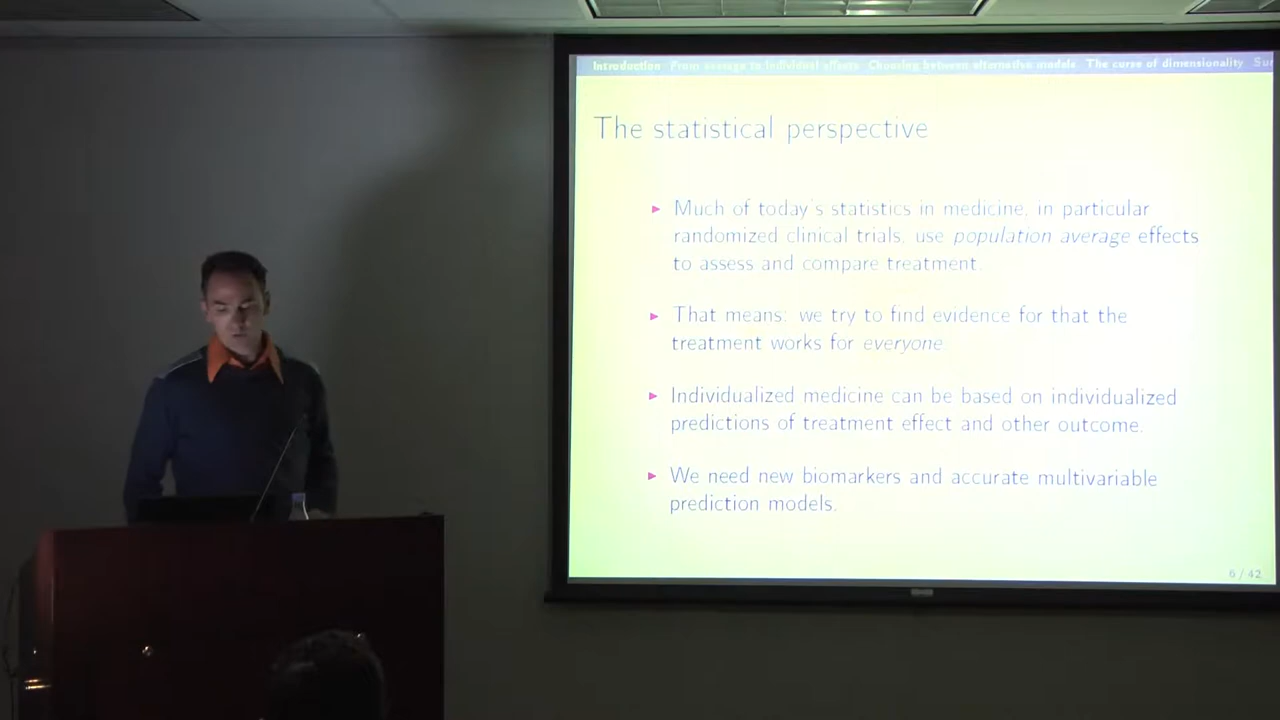 Introduction From average to individual effects Choosing between alternative models The curse of dimensionality Sur
The statistical perspective
Much of today's statistics in medicine, in particular
randomized clinical trials, use population average effects
to assess and compare treatment.
That means: we try to find evidence for that the
treatment works for everyone
Individualized medicine can be based on individualized
predictions of treatment effect and other outcome.
We need new biomarkers and accurate multivariable
prediction models.
6 / 42